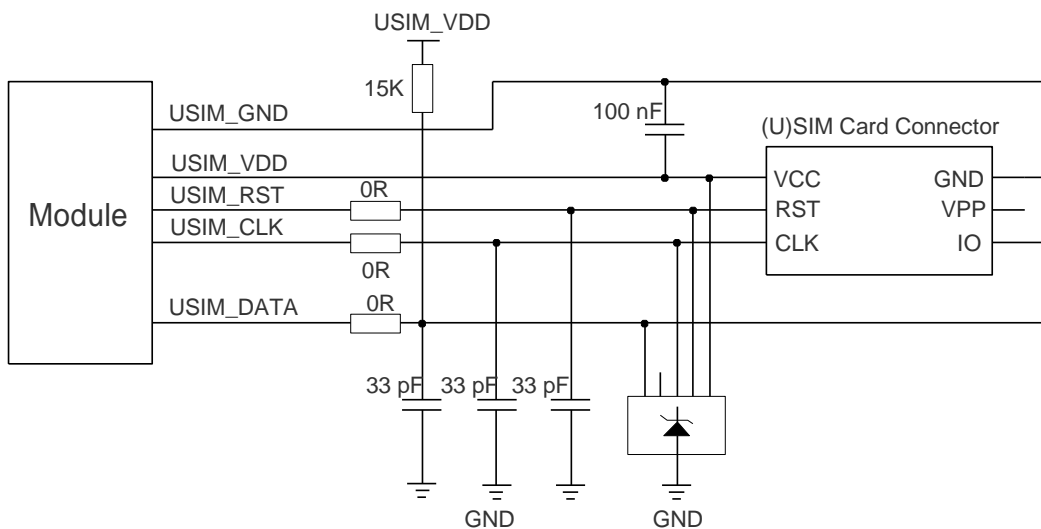 USIM_VDD
15K
USIM_GND
100 nF
(U)SIM Card Connector
USIM_VDD
VCC
GND
Module
USIM_RST
0R
RST
VPP
USIM_CLK
CLK
IO
0R
USIM_DATA
0R
33 pF
33 pF
33 pF
GND
GND